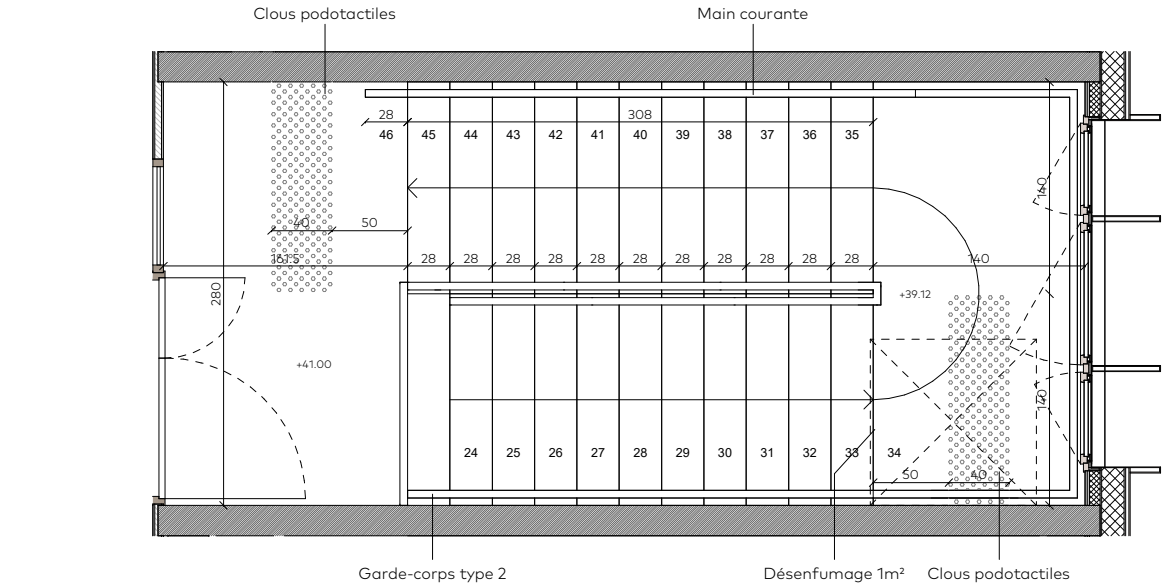 Clous podotactiles Main courante
28 308
46 45 44 43 42 41 40 39 38 37 36 35
140
40 50
161.5 28 28 28 28 28 28 28 28 28 28 28 140
280 +39.12
+41.00
140
24 25 26 27 28 29 30 31 32 33 34
50 40
Garde-corps type 2 Désenfumage 1m² Clous podotactiles